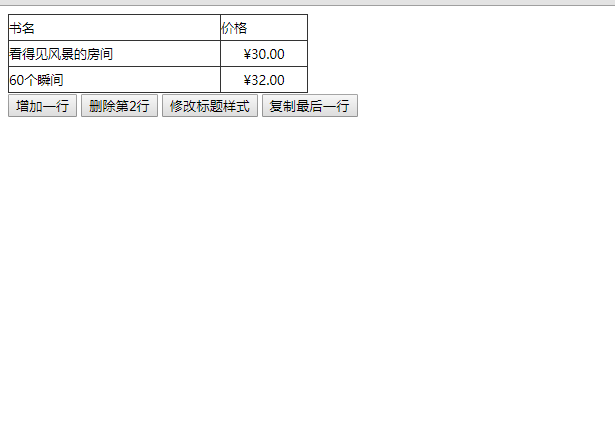 书名 价格
看得见风景的房间 ¥30.00
60个瞬间 ¥32.00
增加一行 删除第2行 修改标题样式 复制最后一行